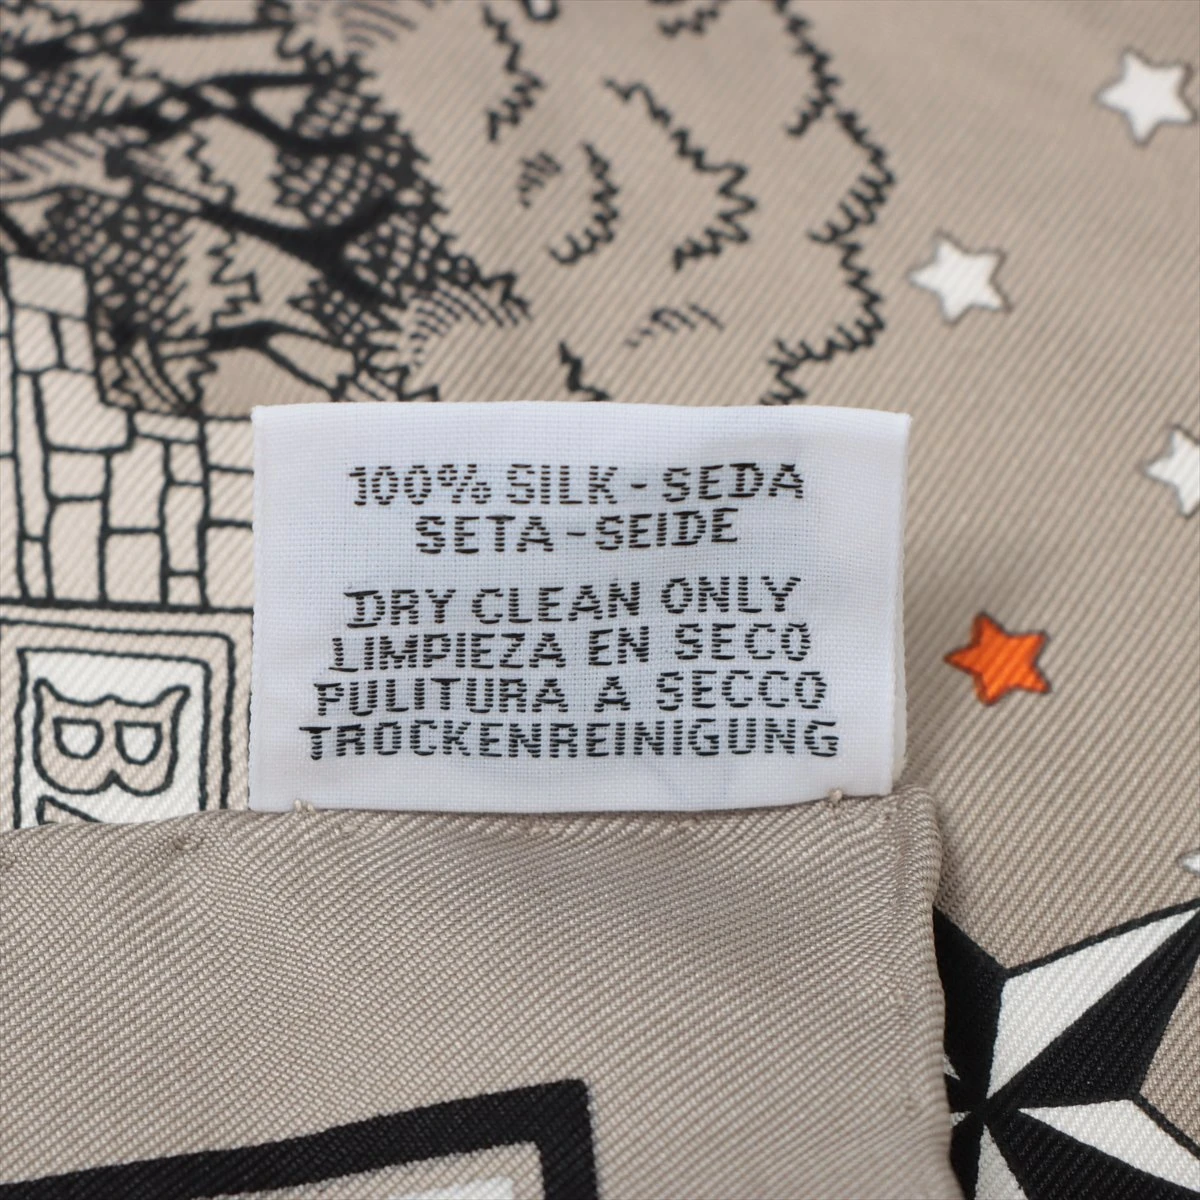 100% SILK - SEDA
SETA - SEIDE
DRY CLEAN ONLY
LIMPIEZA EN SECO
PULITURA A SECCO
TROCKENREINIGUNG
B